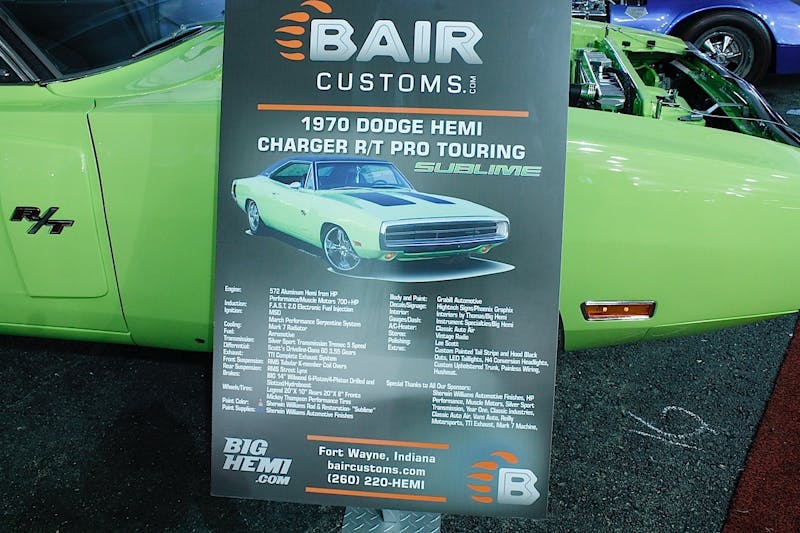 BAIR
CUSTOMS.COM
1970 DODGE HEMI
CHARGER R/T PRO TOURING
SUBLIME
R/T
Engine: 572 Aluminum Hemi from HP
Performance/Muscle Motors 700+HP
Induction: F.A.S.T. 2.0 Electronic Fuel Injection
Ignition: MSD
March Performance Serpentine System
Cooling: Mark 7 Radiator
Fuel: Aeromotive
Transmission: Silver Sport Transmission Tremec 5 Speed
Differential: Scott's Driveline-Dana 60 3.55 Gears
Exhaust: TTI Complete Exhaust System
Front Suspension: RMS Tubular K-member Coil Overs
Rear Suspension: RMS Street Lynx
Brakes: BIG 14" Wilwood 6-Piston/4-Piston Drilled and
Slotted/Hydroboost
Wheels/Tires: Legend 20"X 10" Rears 20"X 8" Fronts
Mickey Thompson Performance Tires
Paint Color: Sherwin Williams Rod & Restoration- "Sublime"
Paint Supplies: Sherwin Williams Automotive Finishes
Body and Paint: Grabill Automotive
Decals/Signage: Hightech Signs/Phoenix Graphix
Interior: Interiors by Thomas/Big Hemi
Gauges/Dash: Instrument Specialties/Big Hemi
A/C-Heater: Classic Auto Air
Stereo: Vintage Radio
Polishing: Lee Scott
Extras: Custom Painted Tail Stripe and Hood Black
Outs, LED Taillights, H4 Conversion Headlights,
Custom Upholstered Trunk, Painless Wiring,
Hushmat.
Special Thanks to All Our Sponsors:
Sherwin Williams Automotive Finishes, HP
Performance, Muscle Motors, Silver Sport
Transmission, Year One, Classic Industries,
Classic Auto Air, Vans Auto, Reilly
Motorsports, TTI Exhaust, Mark 7 Machine,
BIG
HEMI
.COM
Fort Wayne, Indiana
baircustoms.com
(260) 220-HEMI
B